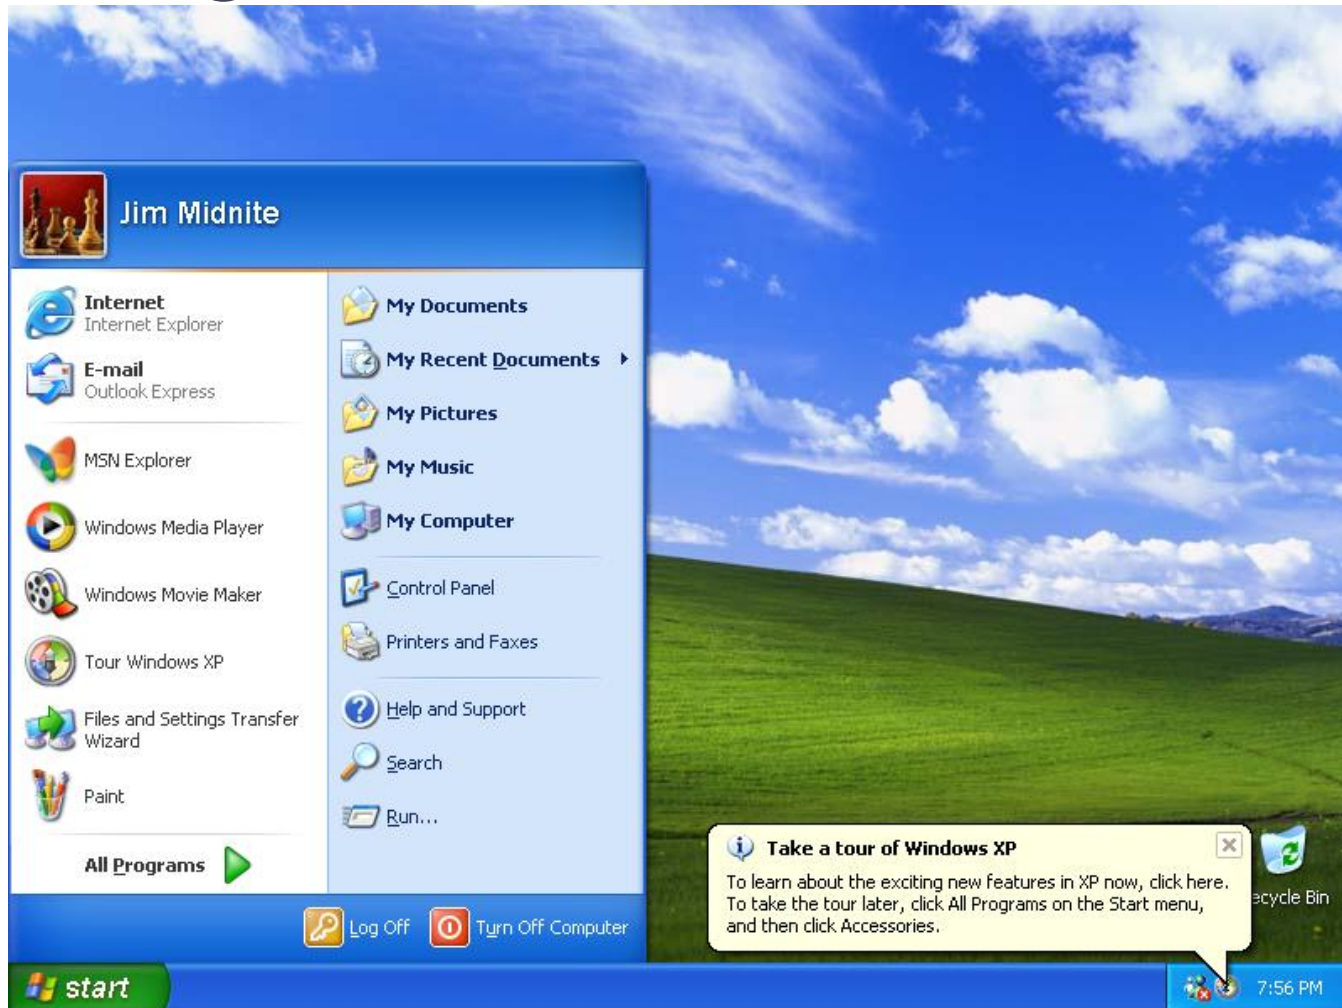 Jim Midnite
Internet
Internet Explorer
E-mail
Outlook Express
MSN Explorer
Windows Media Player
Windows Movie Maker
Tour Windows XP
Files and Settings Transfer
Wizard
Paint
All Programs
My Documents
My Recent Documents
My Pictures
My Music
My Computer
Control Panel
Printers and Faxes
Help and Support
Search
Run...
Log Off
Turn Off Computer
Take a tour of Windows XP
To learn about the exciting new features in XP now, click here.
To take the tour later, click All Programs on the Start menu,
and then click Accessories.
ecycle Bin
start
7:56 PM